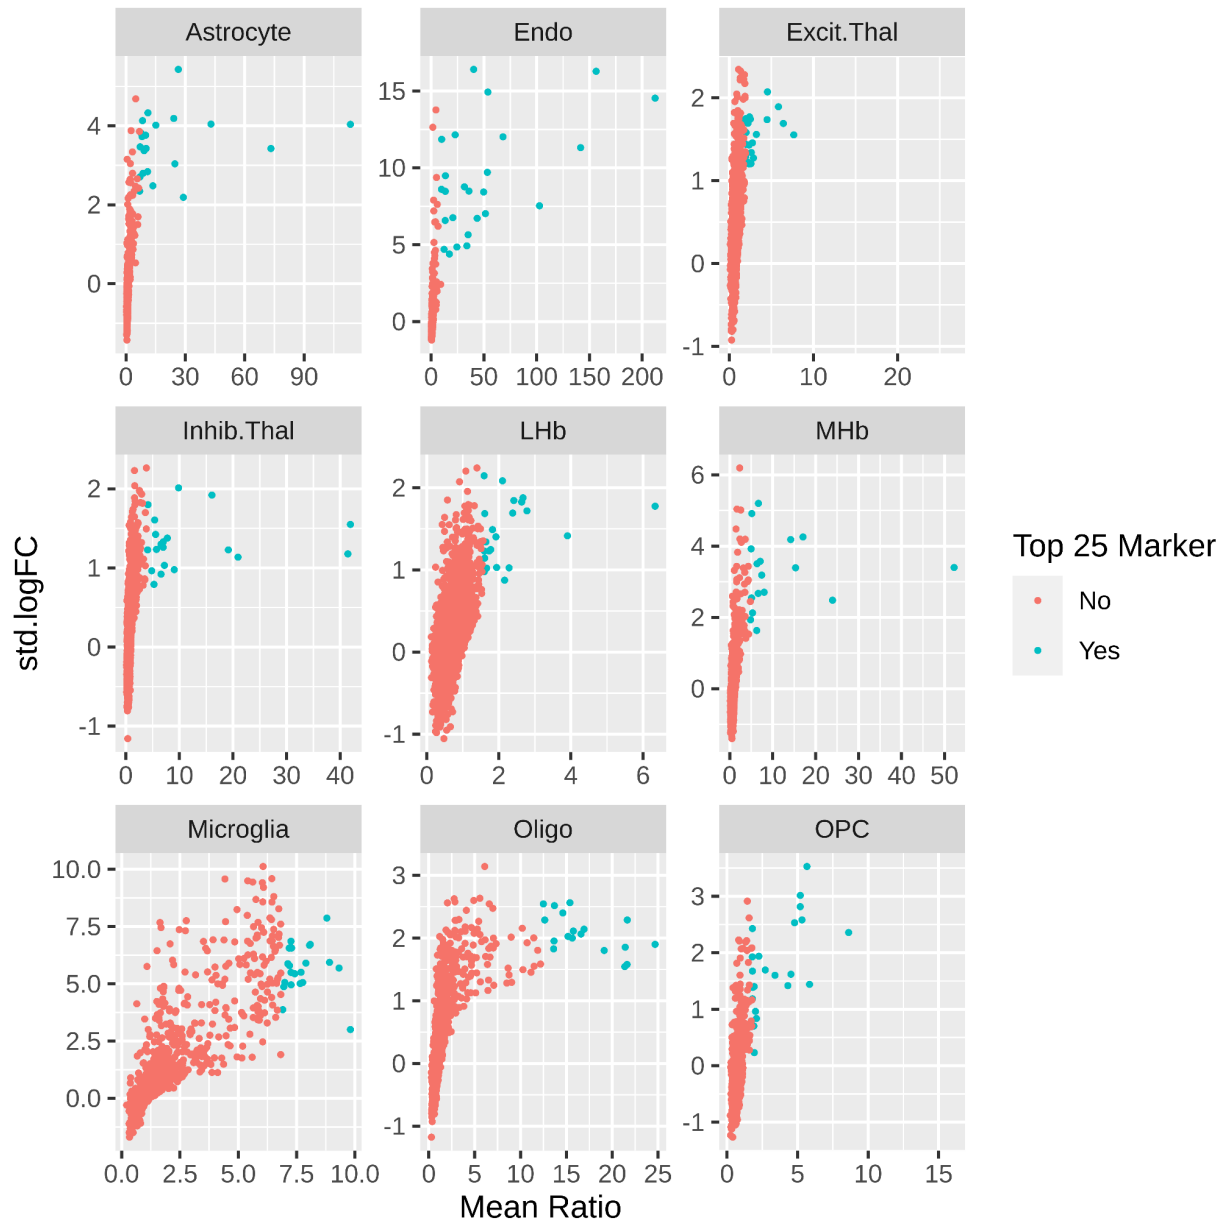 Astrocyte
Endo
Excit.Thal
4
2
0
15
10
5
0
2
1
0
-1
0 30 60 90
0 50 100 150 200
0 10 20
Inhib.Thal
LHb
MHb
2
1
0
-1
2
1
0
-1
6
4
2
0
0 10 20 30 40
0 2 4 6
0 10 20 30 40 50
Microglia
Oligo
OPC
10.0
7.5
5.0
2.5
0.0
3
2
1
0
-1
3
2
1
0
-1
0.0 2.5 5.0 7.5 10.0
0 5 10 15 20 25
0 5 10 15
Mean Ratio
std.logFC
Top 25 Marker
No
Yes